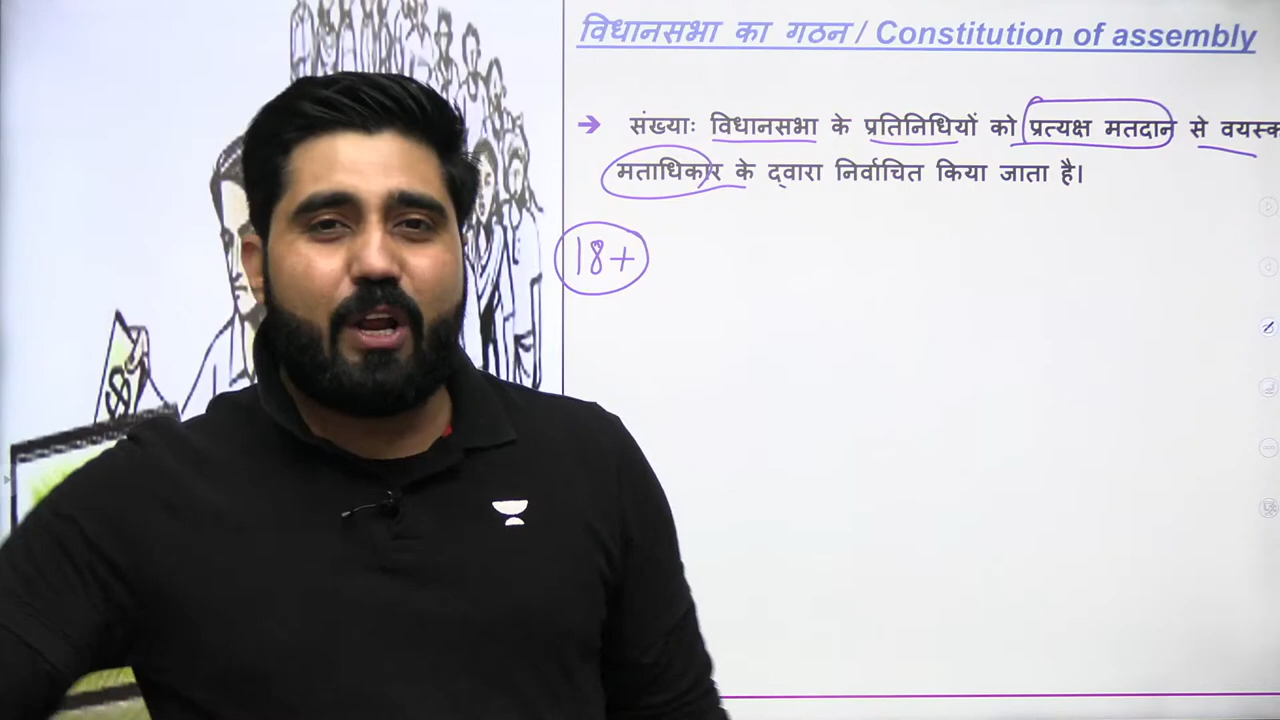 विधानसभा का गठन / Constitution of assembly
➔ संख्याः विधानसभा के प्रतिनिधियों को प्रत्यक्ष मतदान से वयस्क
मताधिकार के द्वारा निर्वाचित किया जाता है।
18+